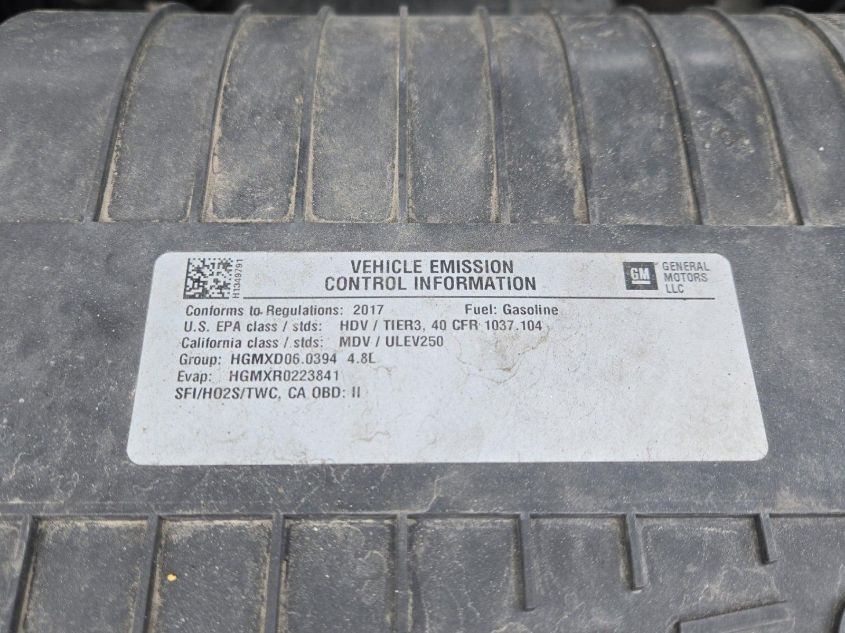 VEHICLE EMISSION
CONTROL INFORMATION
GM
GENERAL
MOTORS
LLC
H1349791
Conforms to Regulations: 2017 Fuel: Gasoline
U.S. EPA class / stds: HDV / TIER3, 40 CFR 1037.104
California class / stds: MDV / ULEV250
Group: HGMXD06.0394 4.8L
Evap: HGMXR0223841
SFI/HO2S/TWC, CA OBD: II